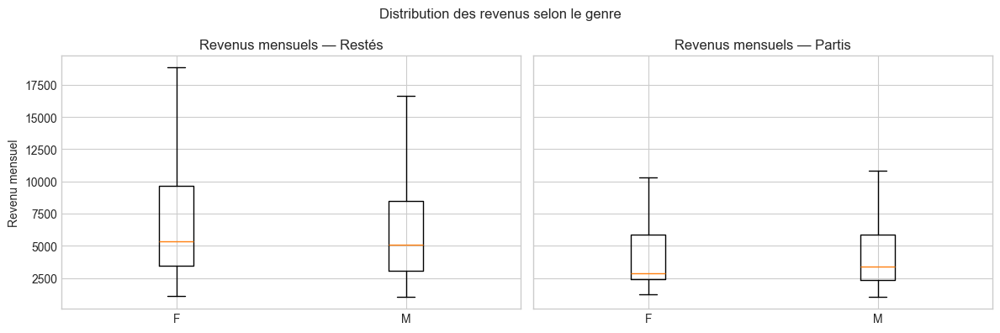 Distribution des revenus selon le genre
Revenus mensuels — Restés
Revenus mensuels — Partis
Revenu mensuel
17500
15000
12500
10000
7500
5000
2500
F
M
F
M